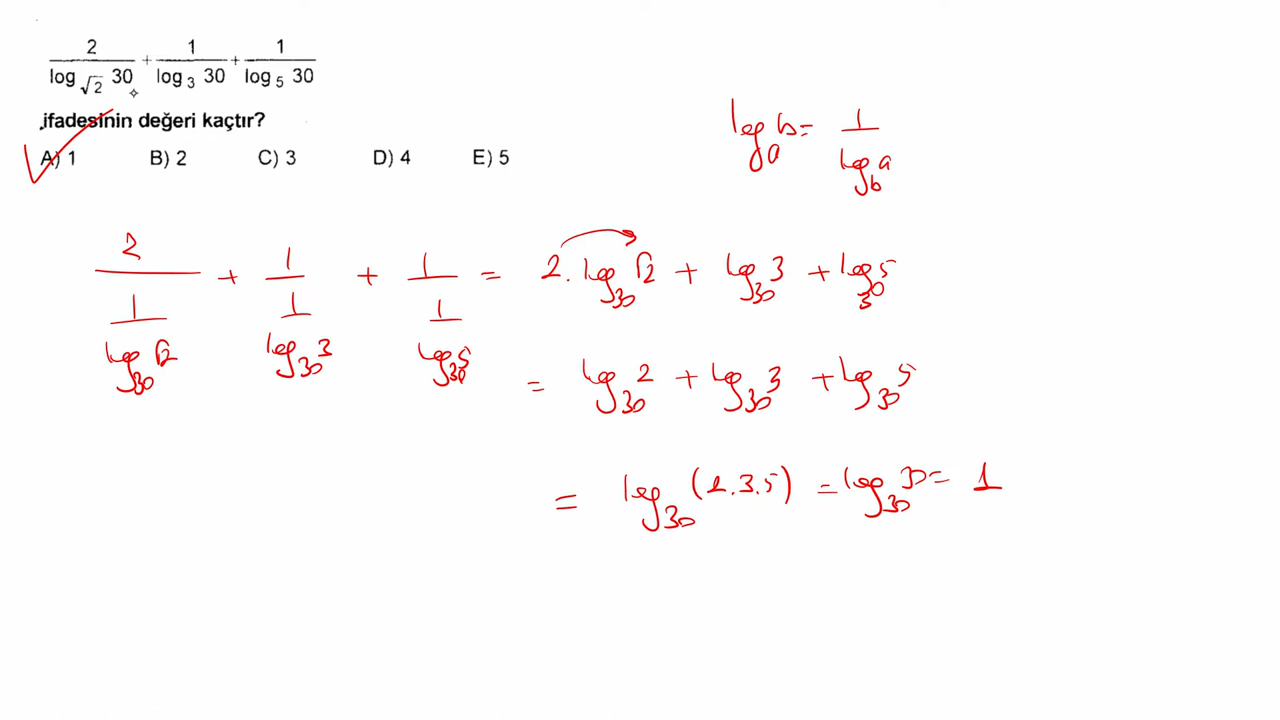 2/(log_√2 30) + 1/(log_3 30) + 1/(log_5 30)
ifadesinin değeri kaçtır?
A) 1 B) 2 C) 3 D) 4 E) 5
log_a b = 1/(log_b a)
2/(1/(log_30 √2)) + 1/(1/(log_30 3)) + 1/(1/(log_30 5)) = 2.log_30 √2 + log_30 3 + log_30 5
= log_30 2 + log_30 3 + log_30 5
= log_30 (2.3.5) = log_30 30 = 1